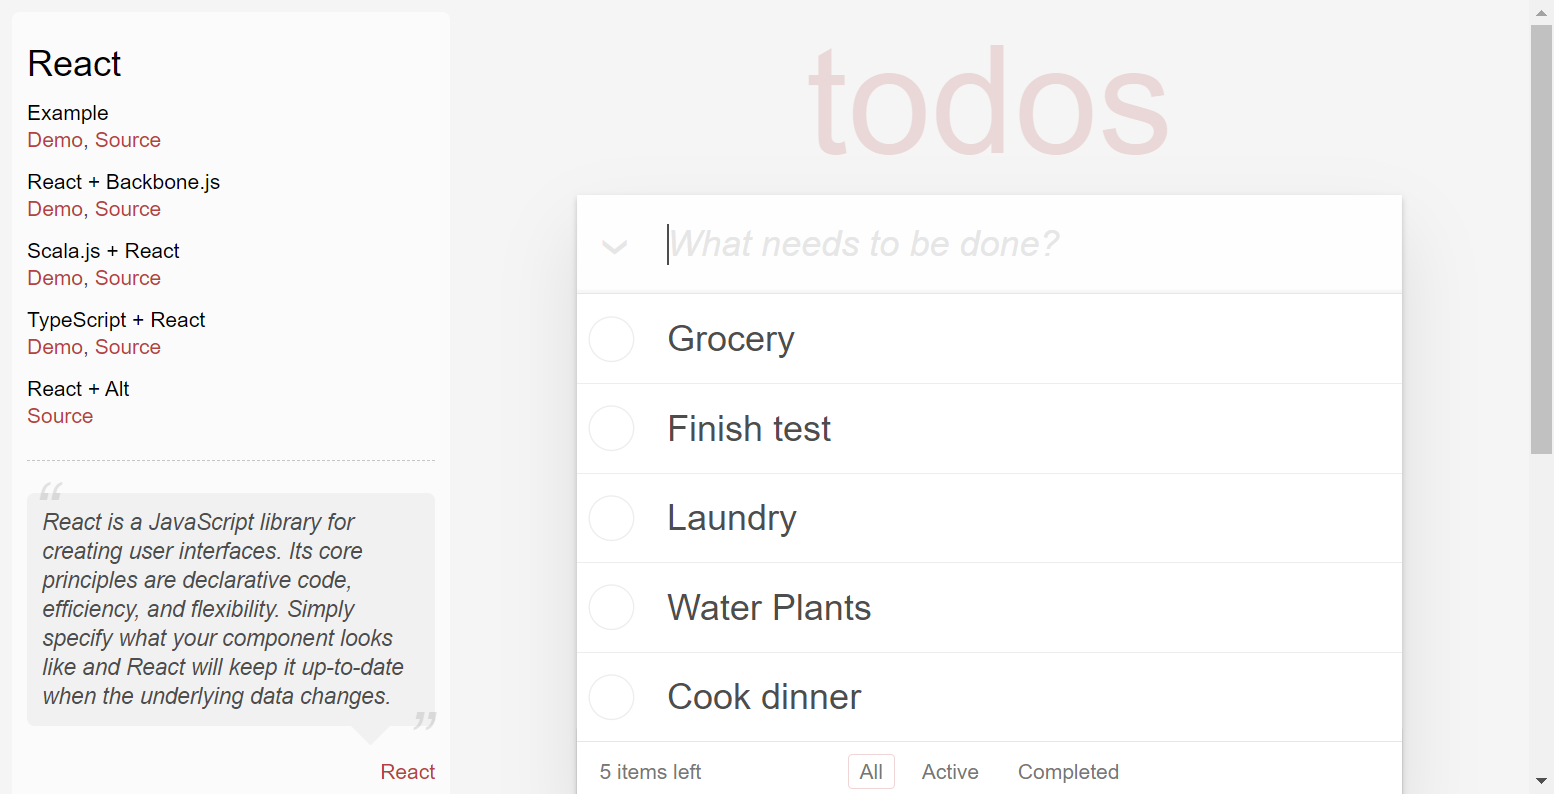 React
Example
Demo, Source
React + Backbone.js
Demo, Source
Scala.js + React
Demo, Source
TypeScript + React
Demo, Source
React + Alt
Source
“
React is a JavaScript library for
creating user interfaces. Its core
principles are declarative code,
efficiency, and flexibility. Simply
specify what your component looks
like and React will keep it up-to-date
when the underlying data changes.
”
React
todos
What needs to be done?
Grocery
Finish test
Laundry
Water Plants
Cook dinner
5 items left All Active Completed